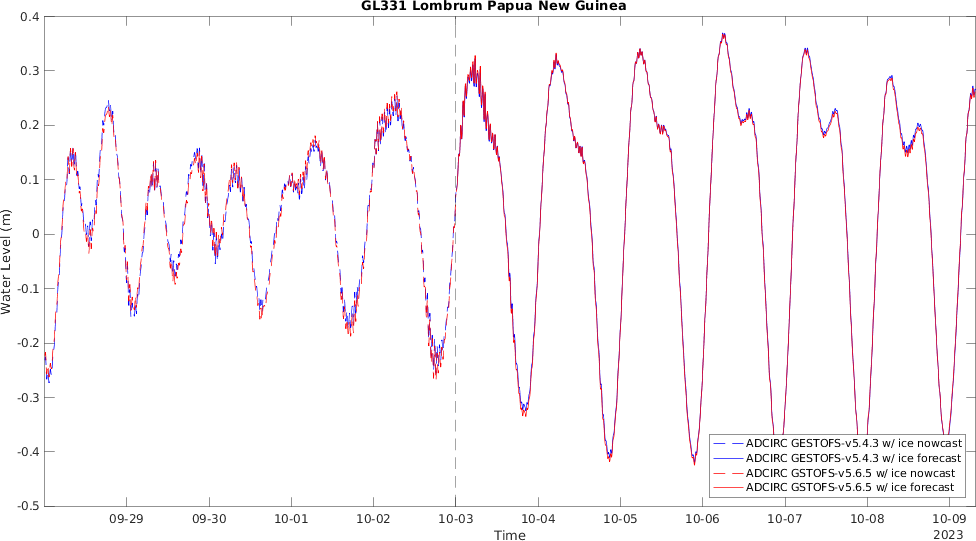 GL331 Lombrum Papua New Guinea
0.4
0.3
0.2
0.1
0
-0.1
-0.2
-0.3
-0.4
-0.5
Water Level (m)
ADCIRC GESTOFS-v5.4.3 w/ ice nowcast
ADCIRC GESTOFS-v5.4.3 w/ ice forecast
ADCIRC GSTOFS-v5.6.5 w/ ice nowcast
ADCIRC GSTOFS-v5.6.5 w/ ice forecast
09-29 09-30 10-01 10-02 10-03 10-04 10-05 10-06 10-07 10-08 10-09
Time 2023